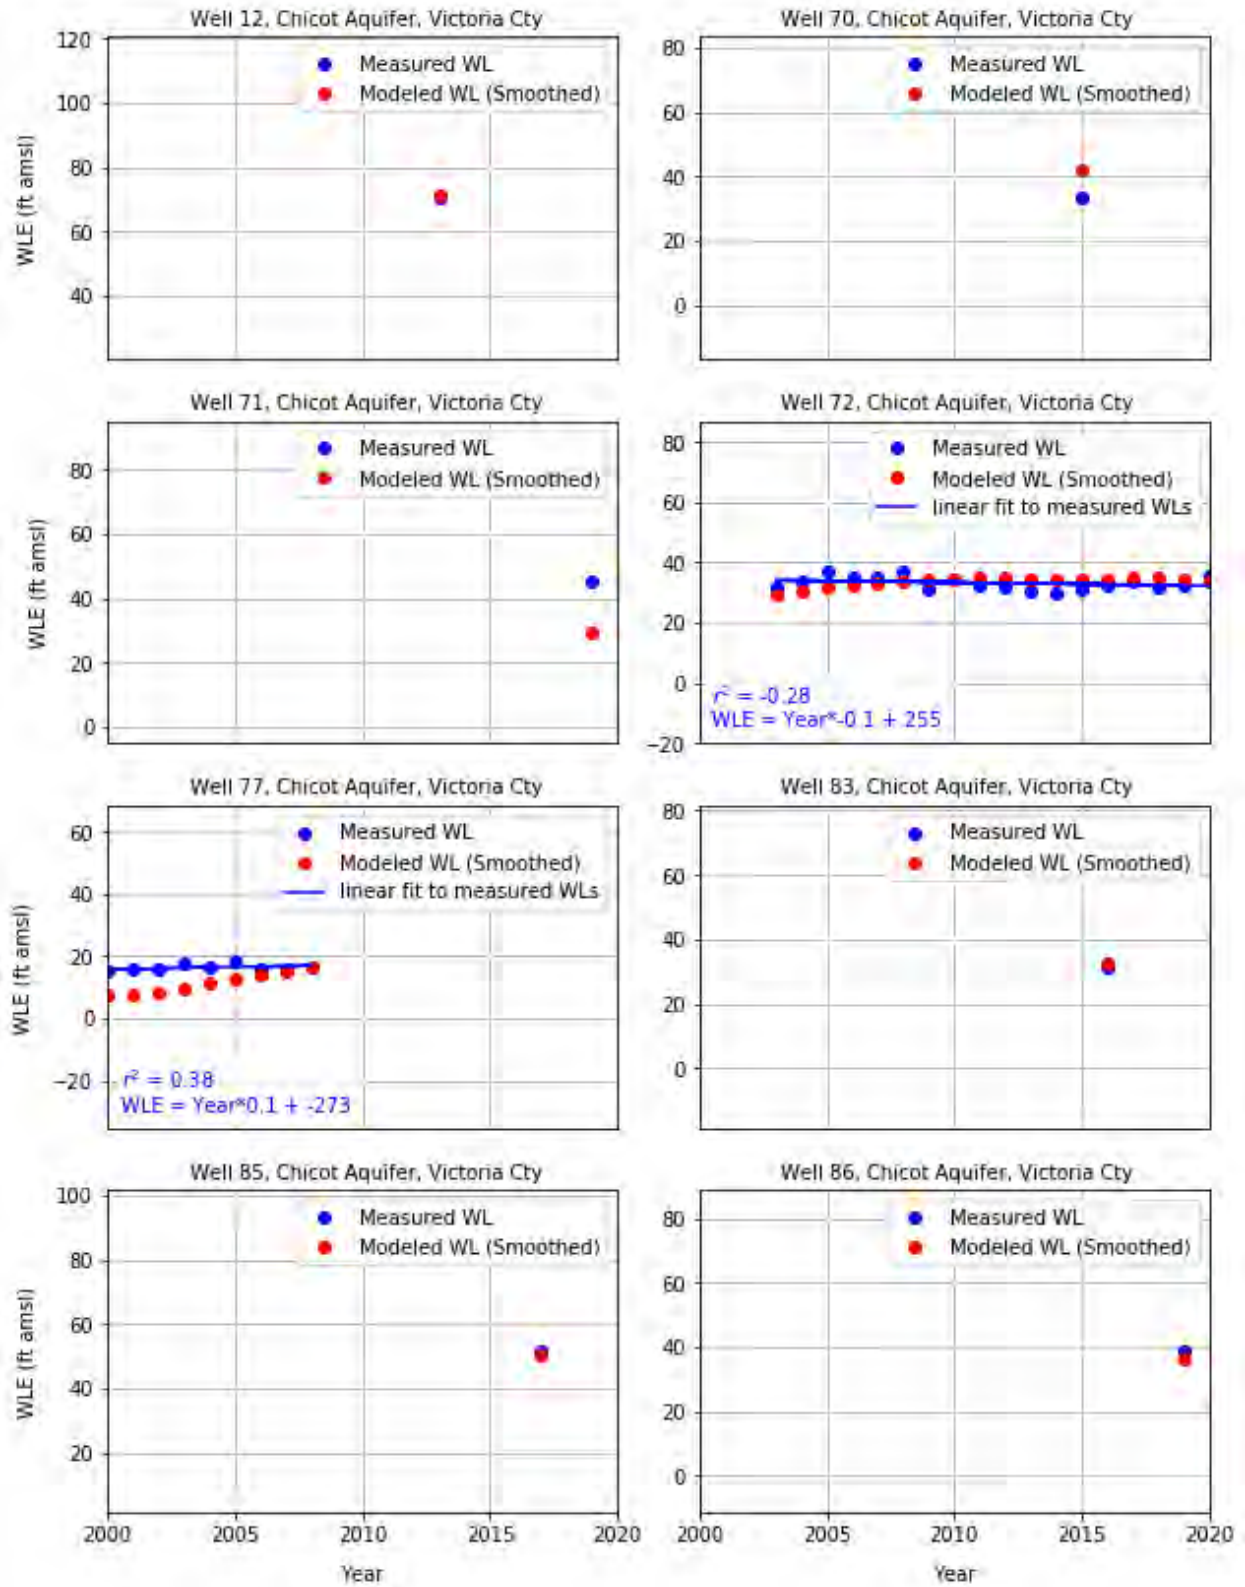 Well 12, Chicot Aquifer, Victoria Cty
120
100
80
60
40
WLE (ft amsl)
Measured WL
Modeled WL (Smoothed)
Well 70, Chicot Aquifer, Victoria Cty
80
60
40
20
0
Measured WL
Modeled WL (Smoothed)
Well 71, Chicot Aquifer, Victoria Cty
80
60
40
20
0
WLE (ft amsl)
Measured WL
Modeled WL (Smoothed)
Well 72, Chicot Aquifer, Victoria Cty
80
60
40
20
0
−20
Measured WL
Modeled WL (Smoothed)
linear fit to measured WLs
r² = -0.28
WLE = Year*-0.1 + 255
Well 77, Chicot Aquifer, Victoria Cty
60
40
20
0
−20
WLE (ft amsl)
Measured WL
Modeled WL (Smoothed)
linear fit to measured WLs
r² = 0.38
WLE = Year*0.1 + -273
Well 83, Chicot Aquifer, Victoria Cty
80
60
40
20
0
Measured WL
Modeled WL (Smoothed)
Well 85, Chicot Aquifer, Victoria Cty
100
80
60
40
20
WLE (ft amsl)
Measured WL
Modeled WL (Smoothed)
2000 2005 2010 2015 2020
Year
Well 86, Chicot Aquifer, Victoria Cty
80
60
40
20
0
Measured WL
Modeled WL (Smoothed)
2000 2005 2010 2015 2020
Year